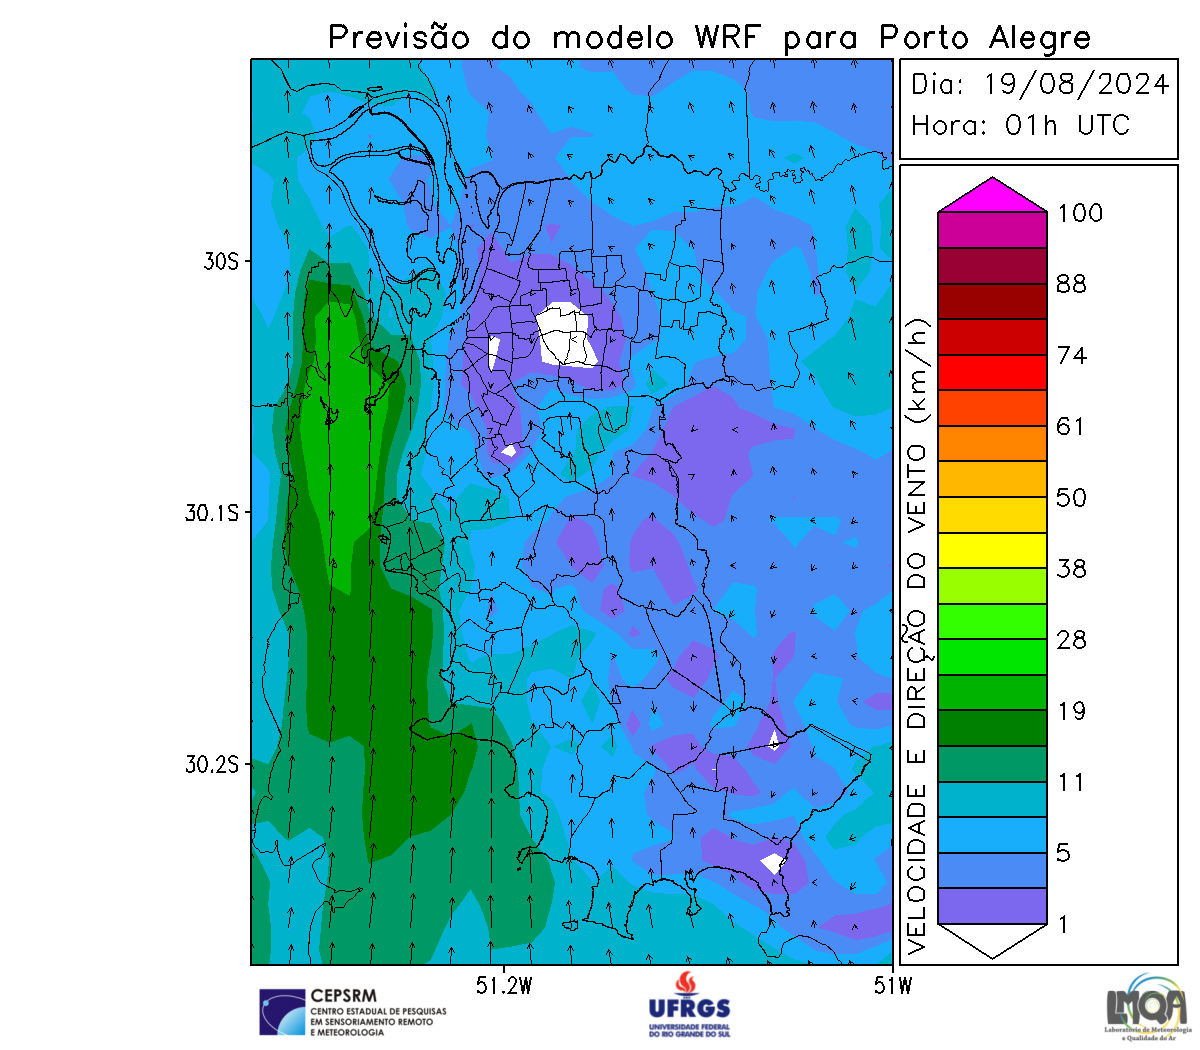 Previsão do modelo WRF para Porto Alegre
Dia: 19/08/2024
Hora: 01h UTC
30S
30.1S
30.2S
51.2W
51W
VELOCIDADE E DIREÇÃO DO VENTO (km/h)
100
88
74
61
50
38
28
19
11
5
1
CEPSRM
CENTRO ESTADUAL DE PESQUISAS
EM SENSORIAMENTO REMOTO
E METEOROLOGIA
UFRGS
UNIVERSIDADE FEDERAL
DO RIO GRANDE DO SUL
LMQA
Laboratório de Meteorologia
e Qualidade do Ar